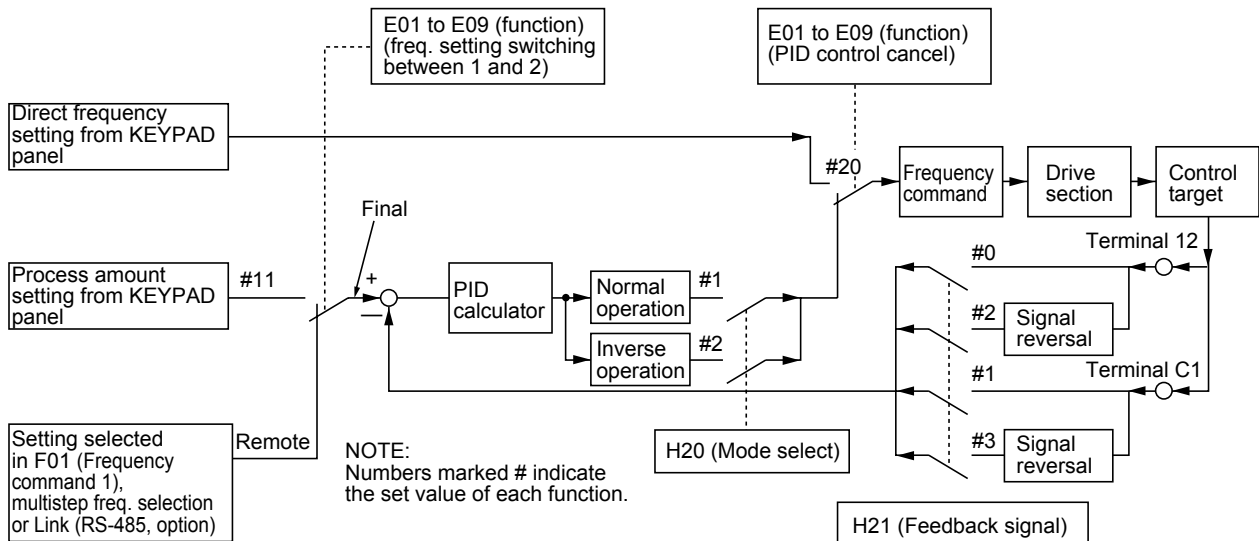 E01 to E09 (function)
(freq. setting switching
between 1 and 2)
E01 to E09 (function)
(PID control cancel)
Direct frequency
setting from KEYPAD
panel
#20
Frequency
command
Drive
section
Control
target
Final
Terminal 12
Process amount
setting from KEYPAD
panel
#11
+
—
PID
calculator
Normal
operation
#1
Inverse
operation
#2
#0
#2
Signal
reversal
Terminal C1
#1
#3
Signal
reversal
Setting selected
in F01 (Frequency
command 1),
multistep freq. selection
or Link (RS-485, option)
Remote
NOTE:
Numbers marked # indicate
the set value of each function.
H20 (Mode select)
H21 (Feedback signal)